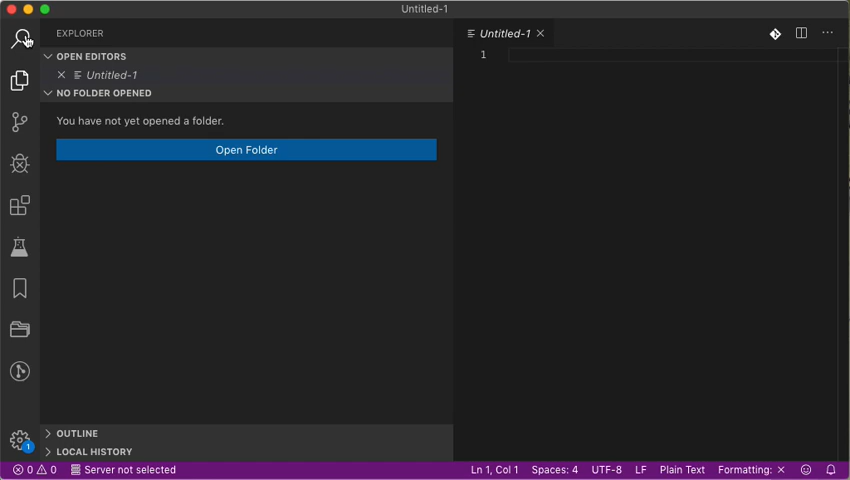 Untitled-1
EXPLORER
OPEN EDITORS
Untitled-1
NO FOLDER OPENED
You have not yet opened a folder.
Open Folder
OUTLINE
LOCAL HISTORY
Untitled-1
1
1
0 0 Server not selected Ln 1, Col 1 Spaces: 4 UTF-8 LF Plain Text Formatting: ×